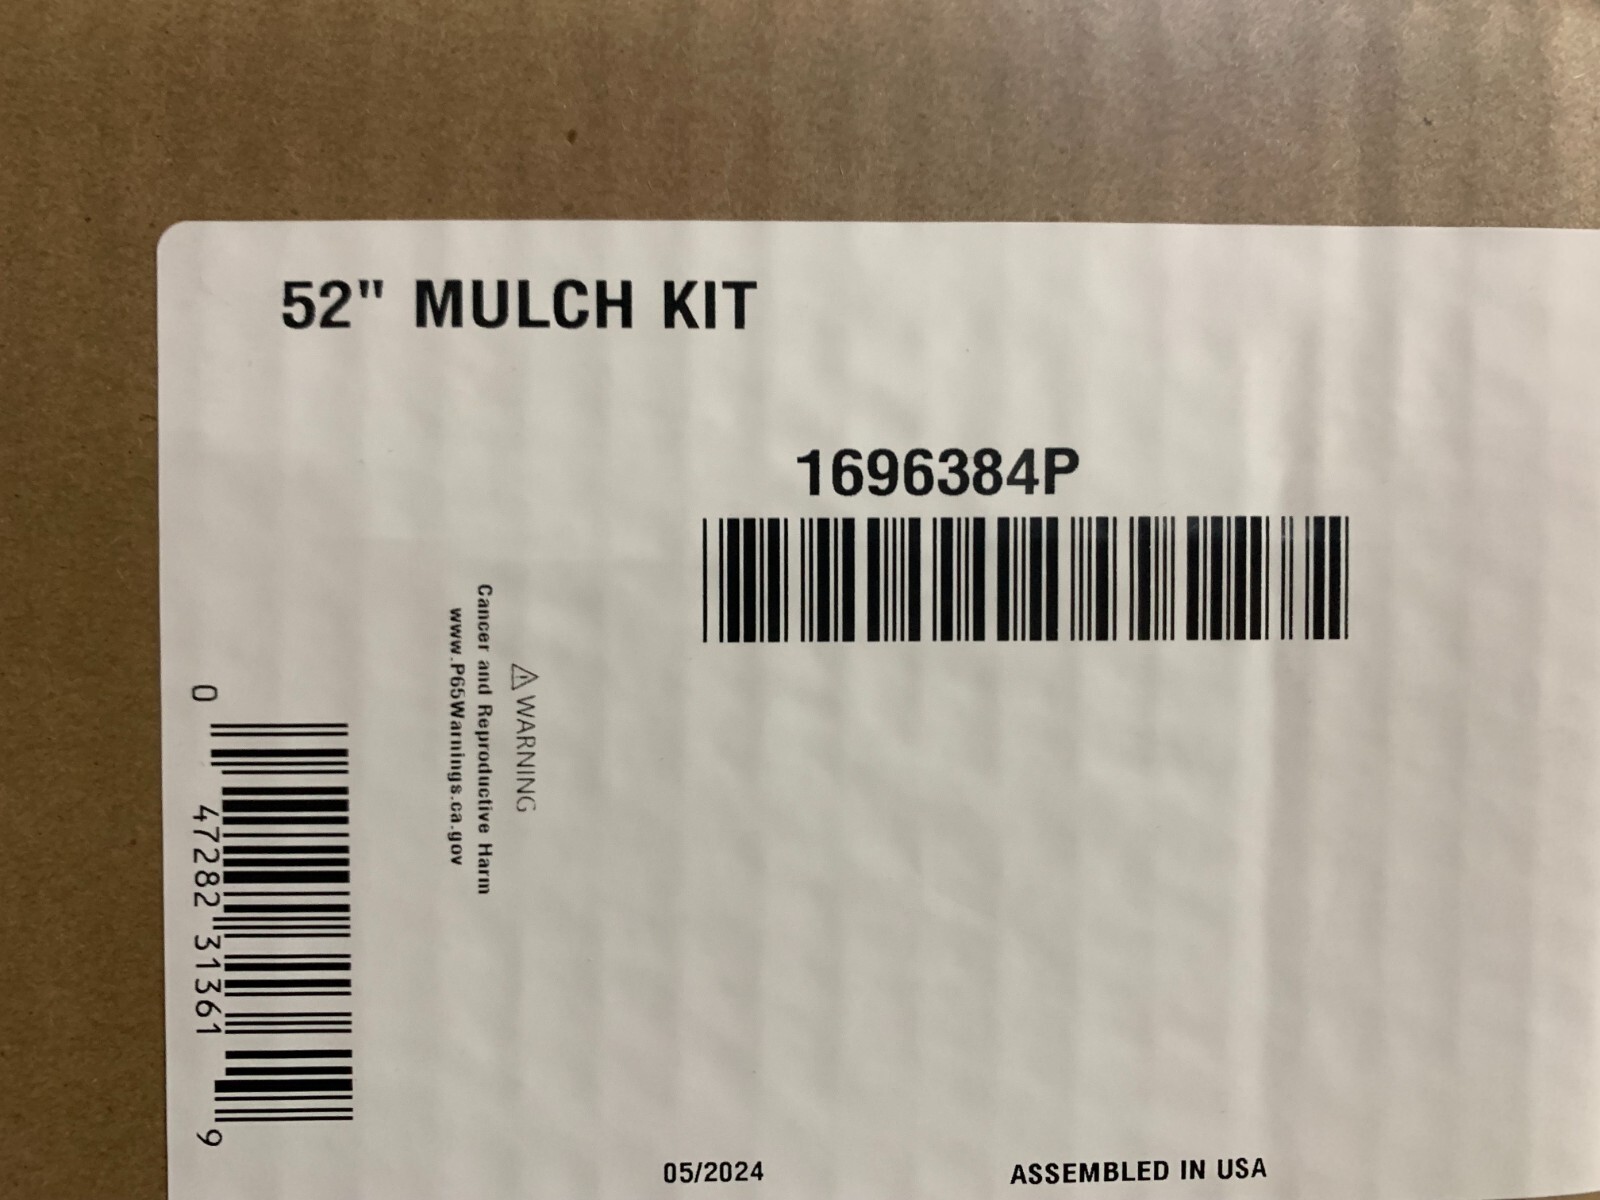 52" MULCH KIT
1696384P
⚠ WARNING
Cancer and Reproductive Harm
www.P65Warnings.ca.gov
0 47282 31361 9
05/2024 ASSEMBLED IN USA